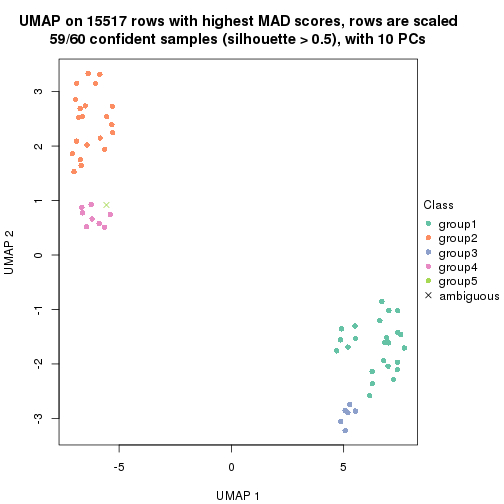 UMAP on 15517 rows with highest MAD scores, rows are scaled
59/60 confident samples (silhouette > 0.5), with 10 PCs
3
2
1
0
-1
-2
-3
UMAP 2
-5
0
5
UMAP 1
Class
group1
group2
group3
group4
group5
ambiguous